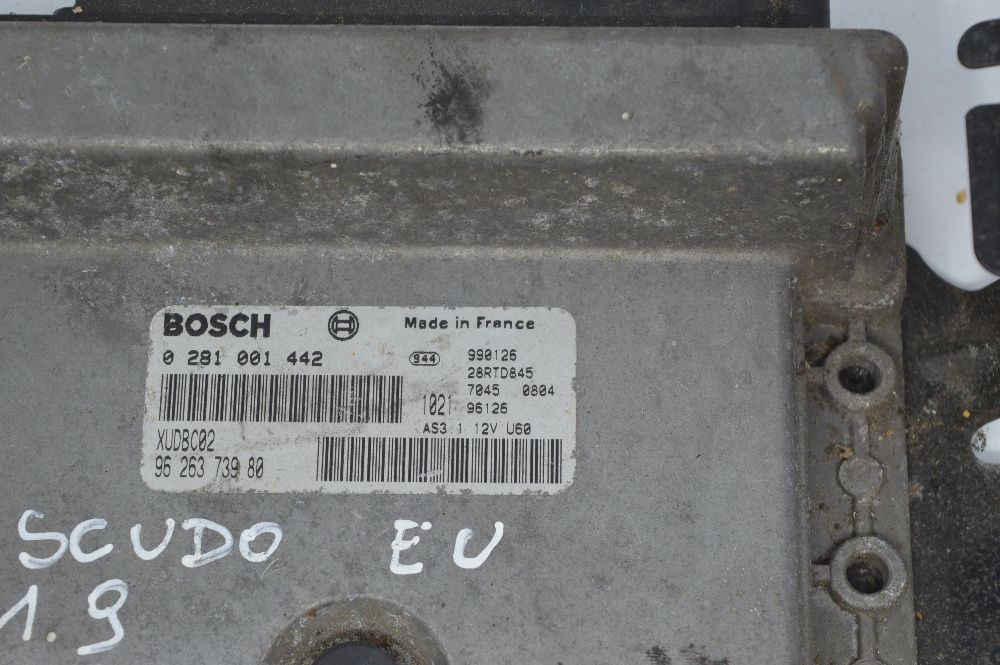 BOSCH Made in France
0 281 001 442 944 990126
28RTD845
7045 0804
1021 96126
AS3 1 12V U60
XUDBC02
96 263 739 80
SCUDO EU
1.9